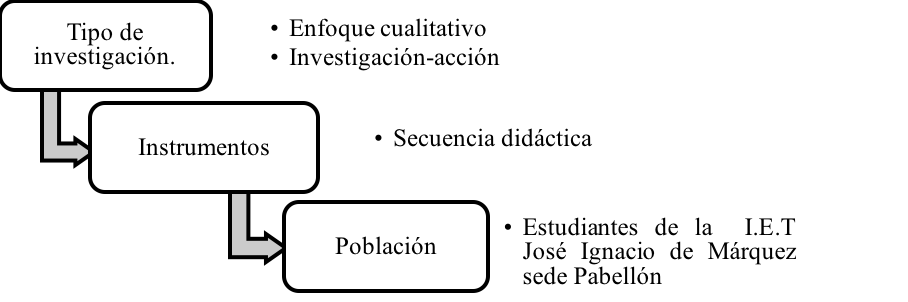 Tipo de
investigación.
• Enfoque cualitativo
• Investigación-acción
Instrumentos
• Secuencia didáctica
Población
• Estudiantes de la I.E.T
José Ignacio de Márquez
sede Pabellón